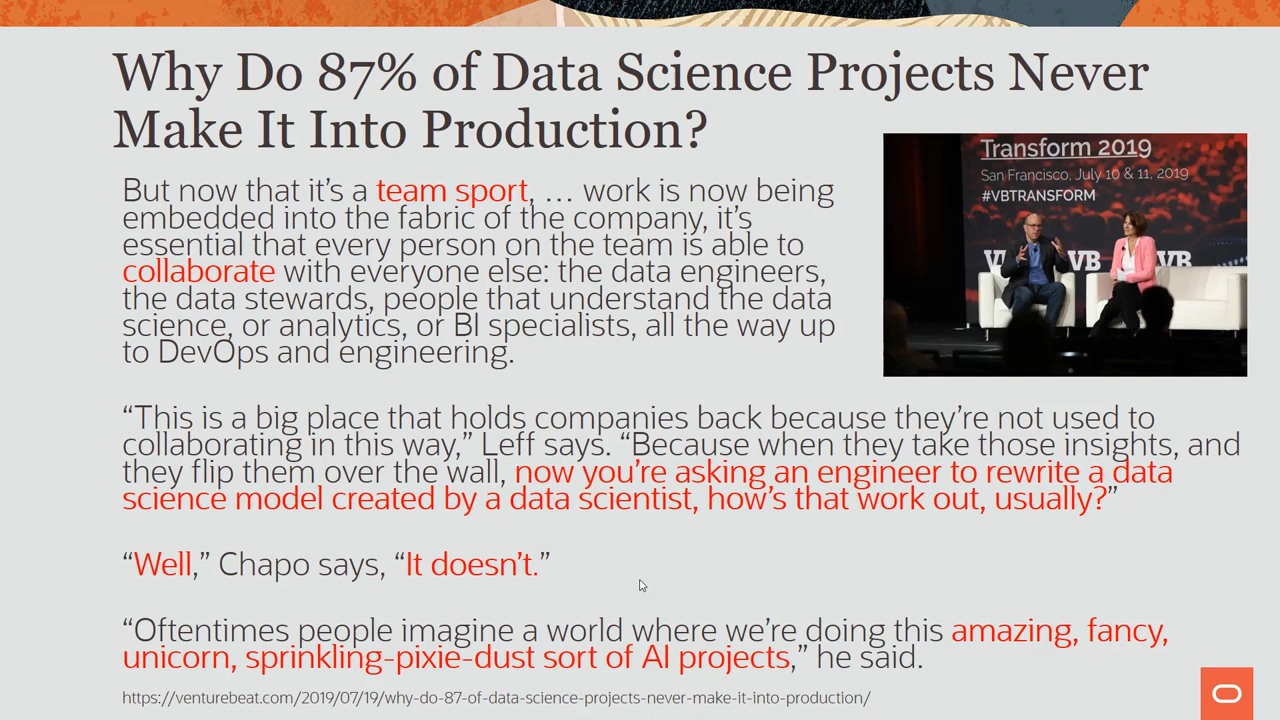 Why Do 87% of Data Science Projects Never
Make It Into Production?
Transform 2019
San Francisco, July 10 & 11, 2019
#VBTRANSFORM
VB
VB
But now that it’s a team sport, … work is now being
embedded into the fabric of the company, it’s
essential that every person on the team is able to
collaborate with everyone else: the data engineers,
the data stewards, people that understand the data
science, or analytics, or BI specialists, all the way up
to DevOps and engineering.
“This is a big place that holds companies back because they’re not used to
collaborating in this way,” Leff says. “Because when they take those insights, and
they flip them over the wall, now you’re asking an engineer to rewrite a data
science model created by a data scientist, how’s that work out, usually?”
“Well,” Chapo says, “It doesn’t.”
“Oftentimes people imagine a world where we’re doing this amazing, fancy,
unicorn, sprinkling-pixie-dust sort of AI projects,” he said.
https://venturebeat.com/2019/07/19/why-do-87-of-data-science-projects-never-make-it-into-production/